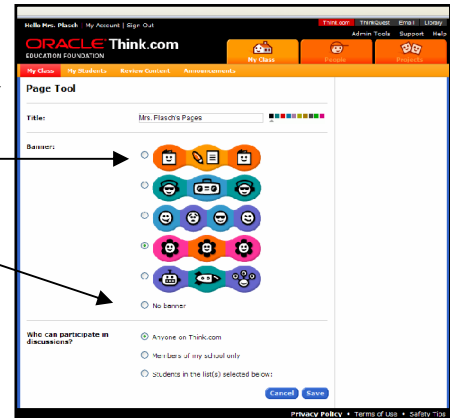 Hello Mrs. Plasch | My Account | Sign Out
Think.com ThinkQuest Email Library
Admin Tools Support Help
ORACLE Think.com
EDUCATION FOUNDATION
My Class People Projects
My Class My Students Review Content Announcements
Page Tool
Title: Mrs. Flasch's Pages
Banner:
No banner
Who can participate in discussions?
Anyone on Think.com
Members of my school only
Students in the list(s) selected below:
Cancel Save
Privacy Policy • Terms of Use • Safety Tips